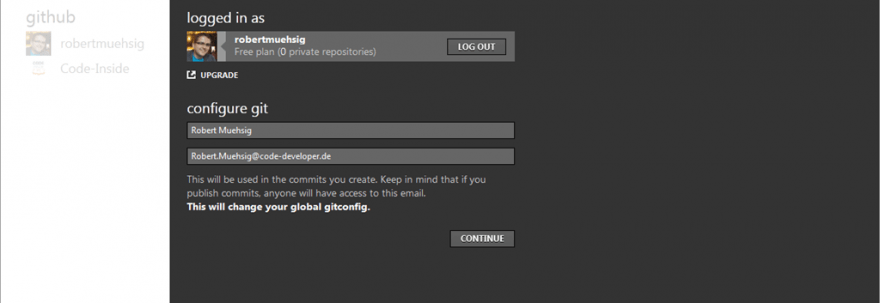 github
robertmuehsig
Code-Inside
logged in as
robertmuehsig
Free plan (0 private repositories)
LOG OUT
UPGRADE
configure git
Robert Muehsig
Robert.Muehsig@code-developer.de
This will be used in the commits you create. Keep in mind that if you
publish commits, anyone will have access to this email.
This will change your global gitconfig.
CONTINUE